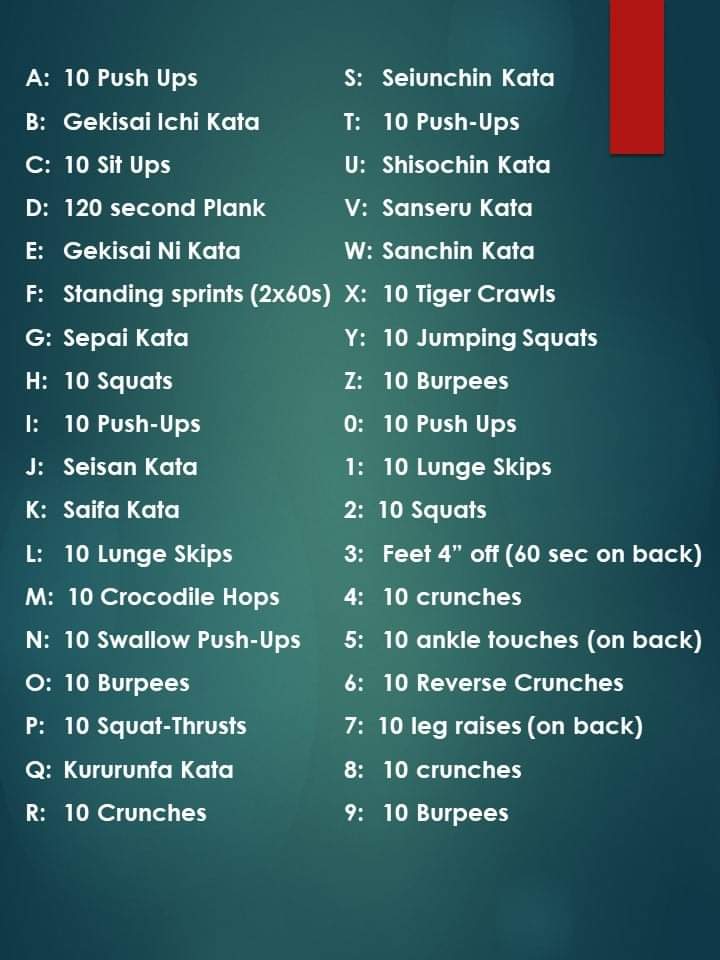 A: 10 Push Ups
B: Gekisai Ichi Kata
C: 10 Sit Ups
D: 120 second Plank
E: Gekisai Ni Kata
F: Standing sprints (2x60s)
G: Sepai Kata
H: 10 Squats
I: 10 Push-Ups
J: Seisan Kata
K: Saifa Kata
L: 10 Lunge Skips
M: 10 Crocodile Hops
N: 10 Swallow Push-Ups
O: 10 Burpees
P: 10 Squat-Thrusts
Q: Kururunfa Kata
R: 10 Crunches
S: Seiunchin Kata
T: 10 Push-Ups
U: Shisochin Kata
V: Sanseru Kata
W: Sanchin Kata
X: 10 Tiger Crawls
Y: 10 Jumping Squats
Z: 10 Burpees
0: 10 Push Ups
1: 10 Lunge Skips
2: 10 Squats
3: Feet 4” off (60 sec on back)
4: 10 crunches
5: 10 ankle touches (on back)
6: 10 Reverse Crunches
7: 10 leg raises (on back)
8: 10 crunches
9: 10 Burpees